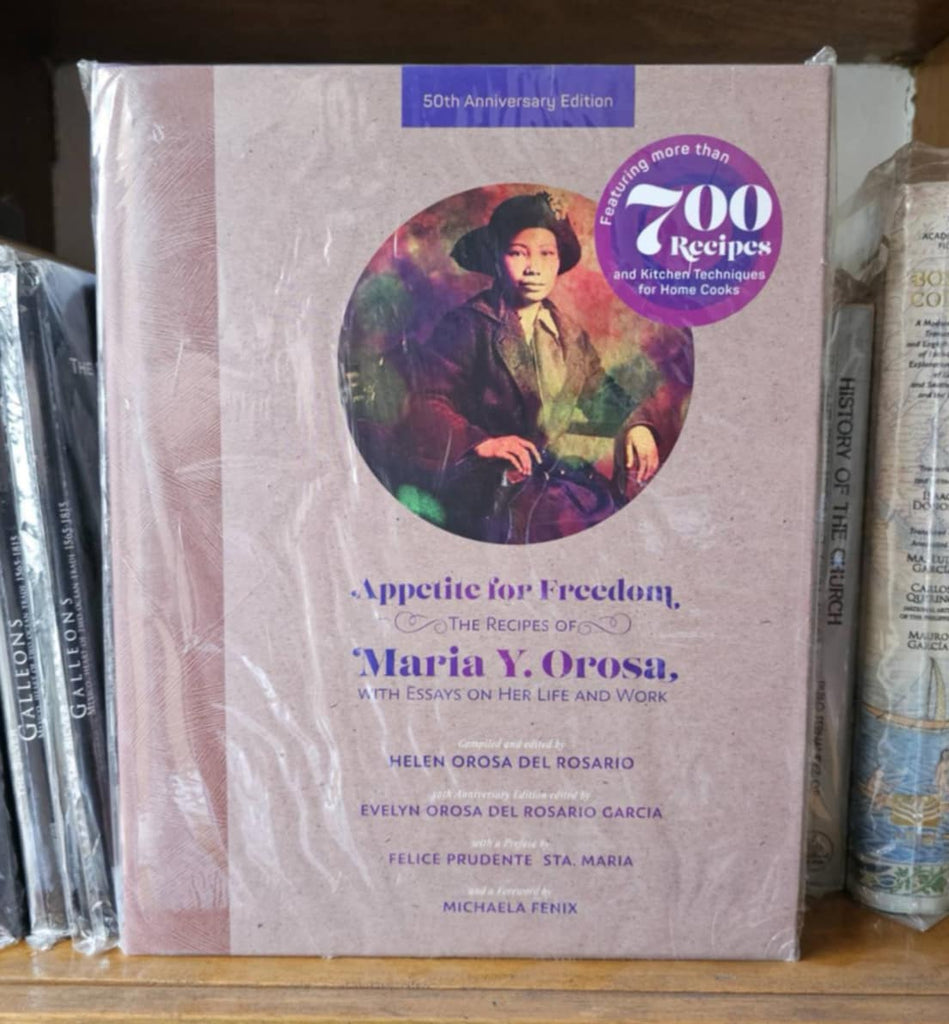 50th Anniversary Edition
Featuring more than
700
Recipes
and Kitchen Techniques
for Home Cooks
Appetite for Freedom,
THE RECIPES OF
Maria Y. Orosa,
WITH ESSAYS ON HER LIFE AND WORK
Compiled and edited by
HELEN OROSA DEL ROSARIO
50th Anniversary Edition edited by
EVELYN OROSA DEL ROSARIO GARCIA
with a Preface by
FELICE PRUDENTE STA. MARIA
and a Foreword by
MICHAELA FENIX
GALLEONS
GALLEONS
THE
HISTORY OF THE CHURCH